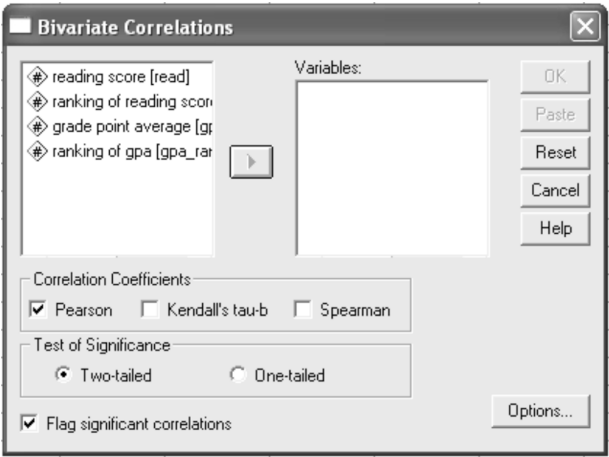 Bivariate Correlations
reading score [read]
ranking of reading score
grade point average [gp
ranking of gpa [gpa_ran
Variables:
OK
Paste
Reset
Cancel
Help
Correlation Coefficients
Pearson
Kendall's tau-b
Spearman
Test of Significance
Two-tailed
One-tailed
Flag significant correlations
Options...